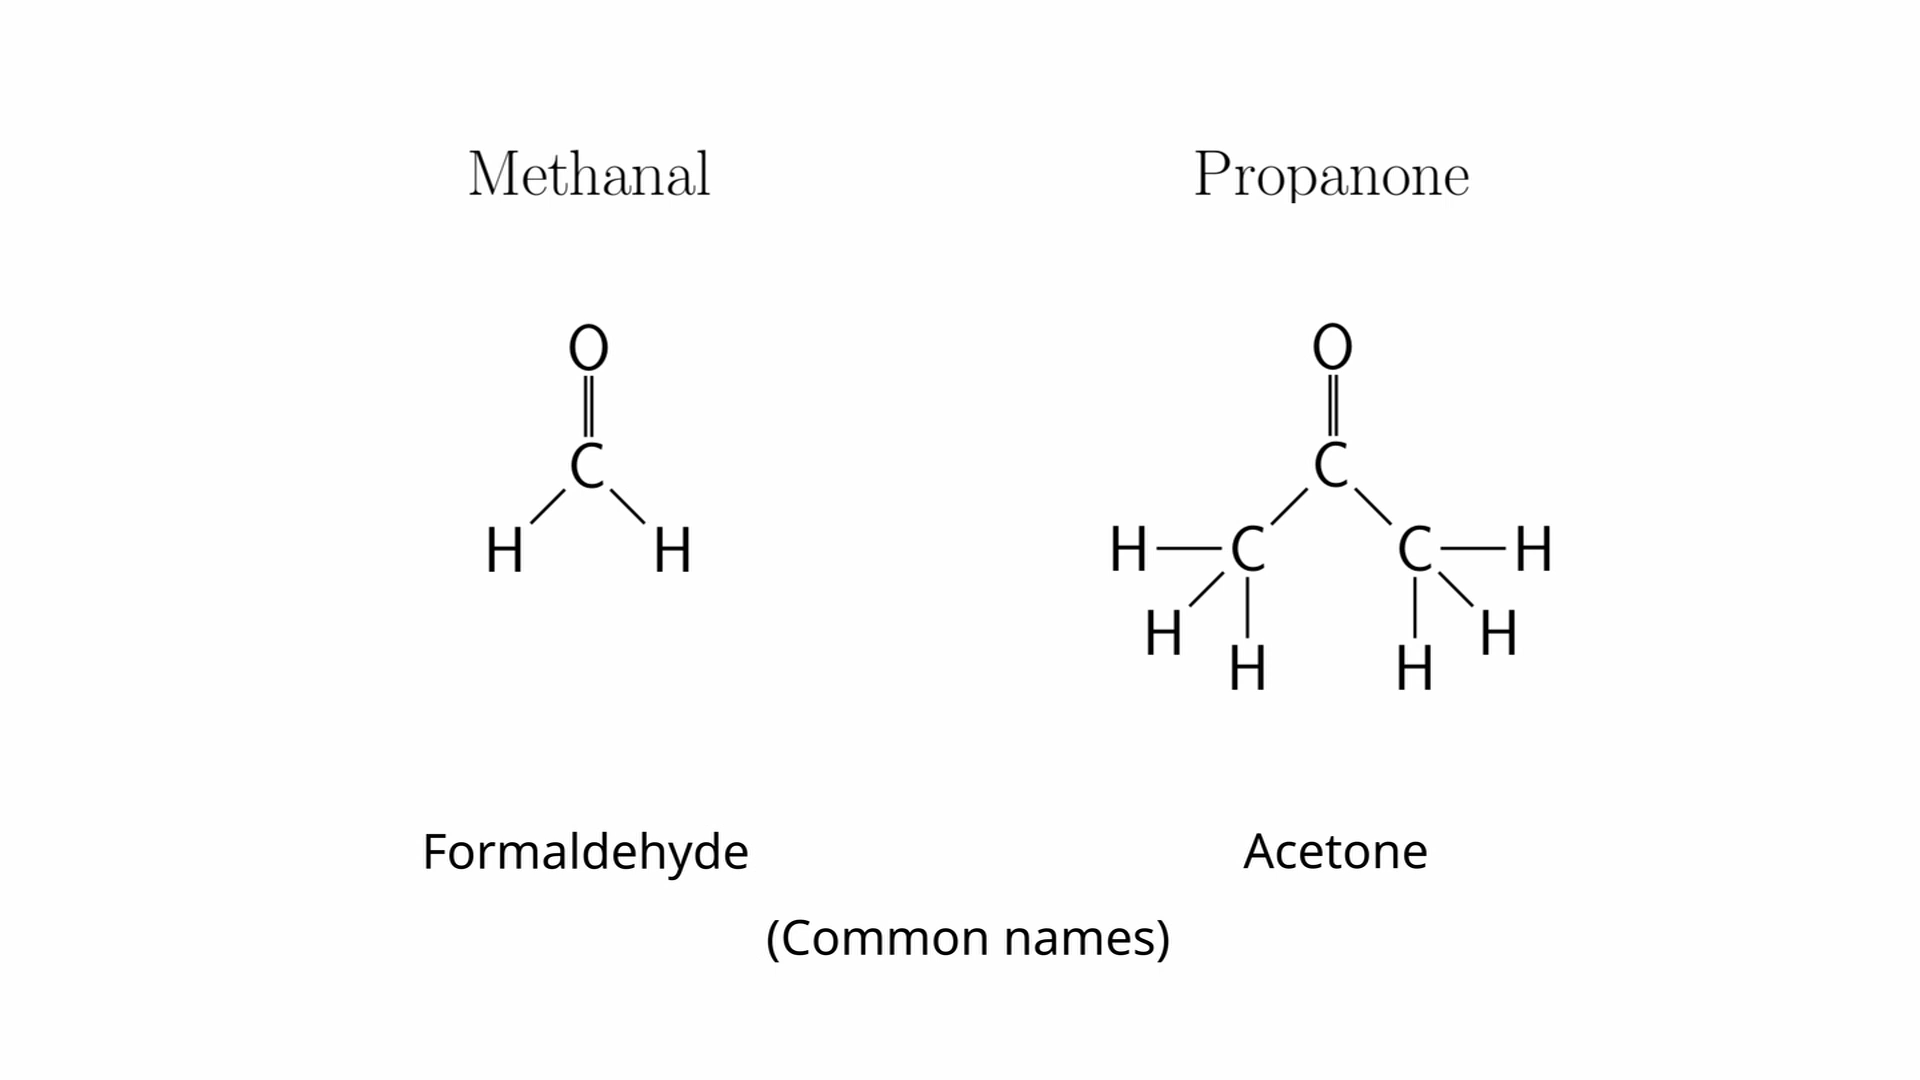 Methanal Propanone
O O
C C
H H H C C H
H H
H H
Formaldehyde Acetone
(Common names)